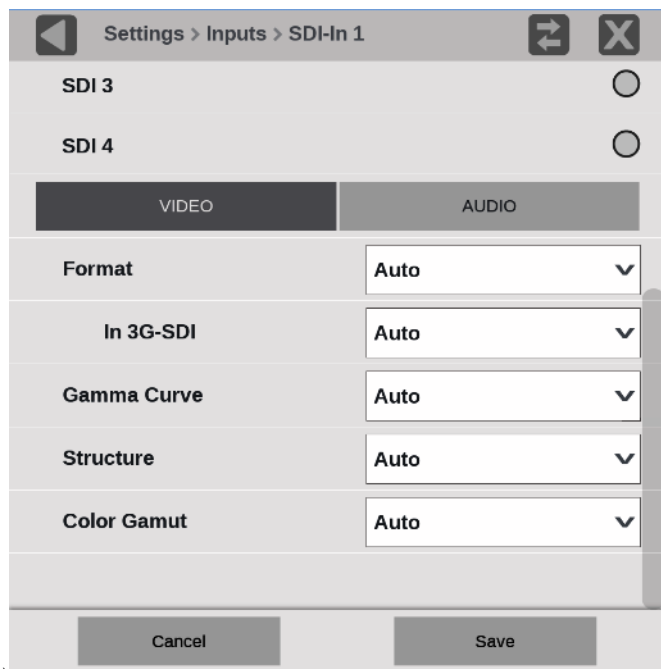 Settings > Inputs > SDI-In 1
SDI 3
SDI 4
VIDEO AUDIO
Format Auto
In 3G-SDI Auto
Gamma Curve Auto
Structure Auto
Color Gamut Auto
Cancel Save